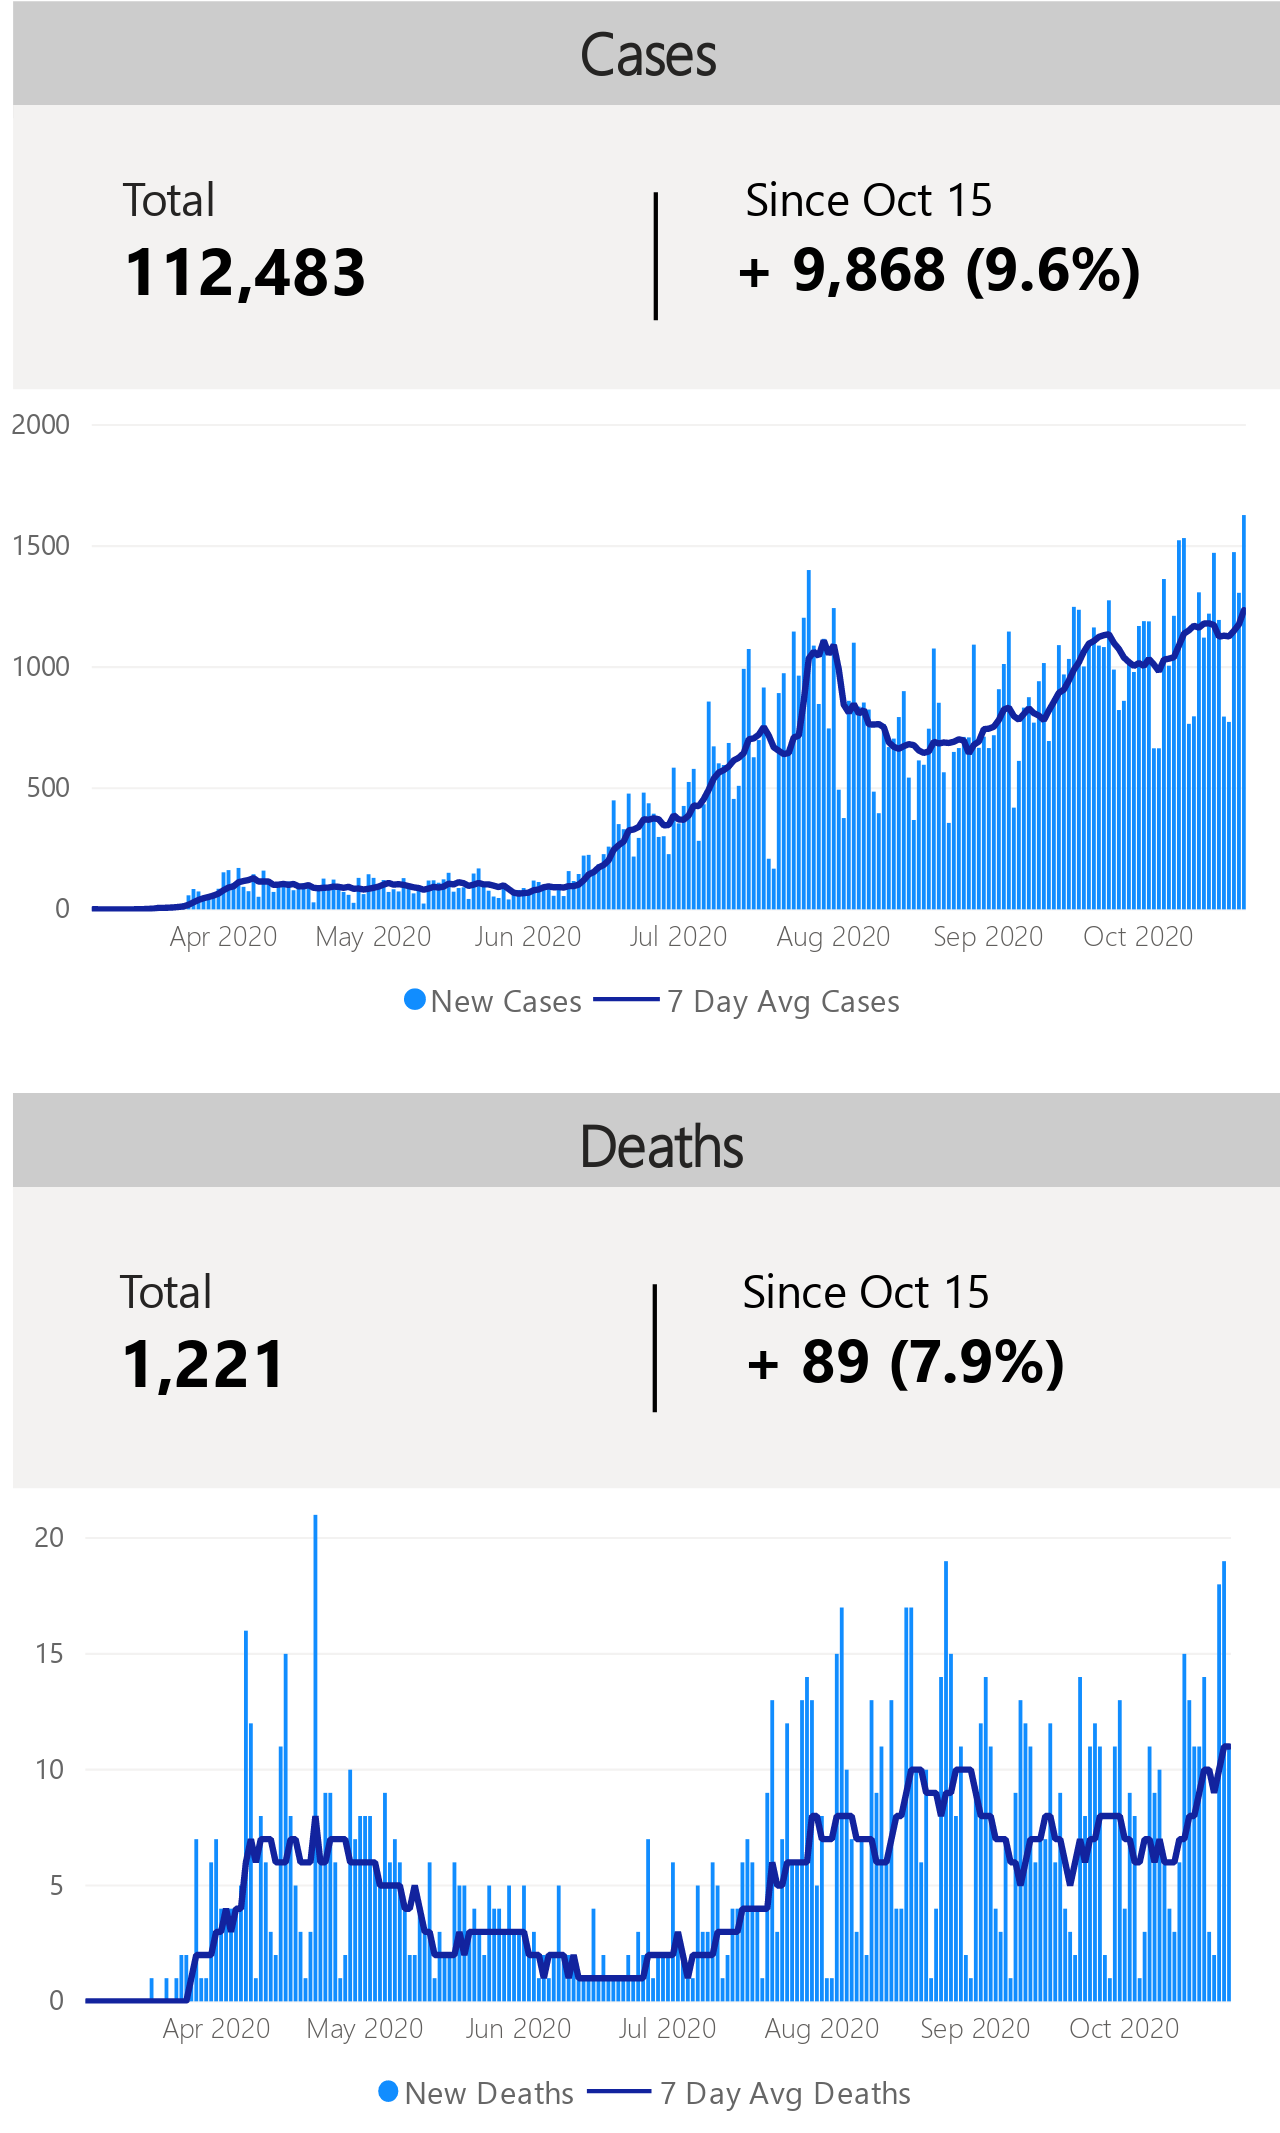 Cases
Total
Since Oct 15
112,483
+ 9,868 (9.6%)
2000
1500
1000
500
0
Apr 2020 May 2020 Jun 2020 Jul 2020 Aug 2020 Sep 2020 Oct 2020
New Cases 7 Day Avg Cases
Deaths
Total
Since Oct 15
1,221
+ 89 (7.9%)
20
15
10
5
0
Apr 2020 May 2020 Jun 2020 Jul 2020 Aug 2020 Sep 2020 Oct 2020
New Deaths 7 Day Avg Deaths